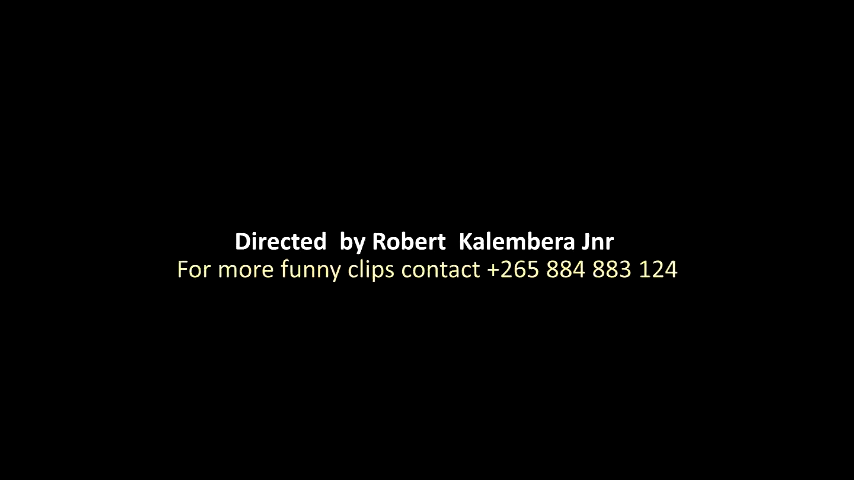 Directed by Robert Kalembera Jnr
For more funny clips contact +265 884 883 124